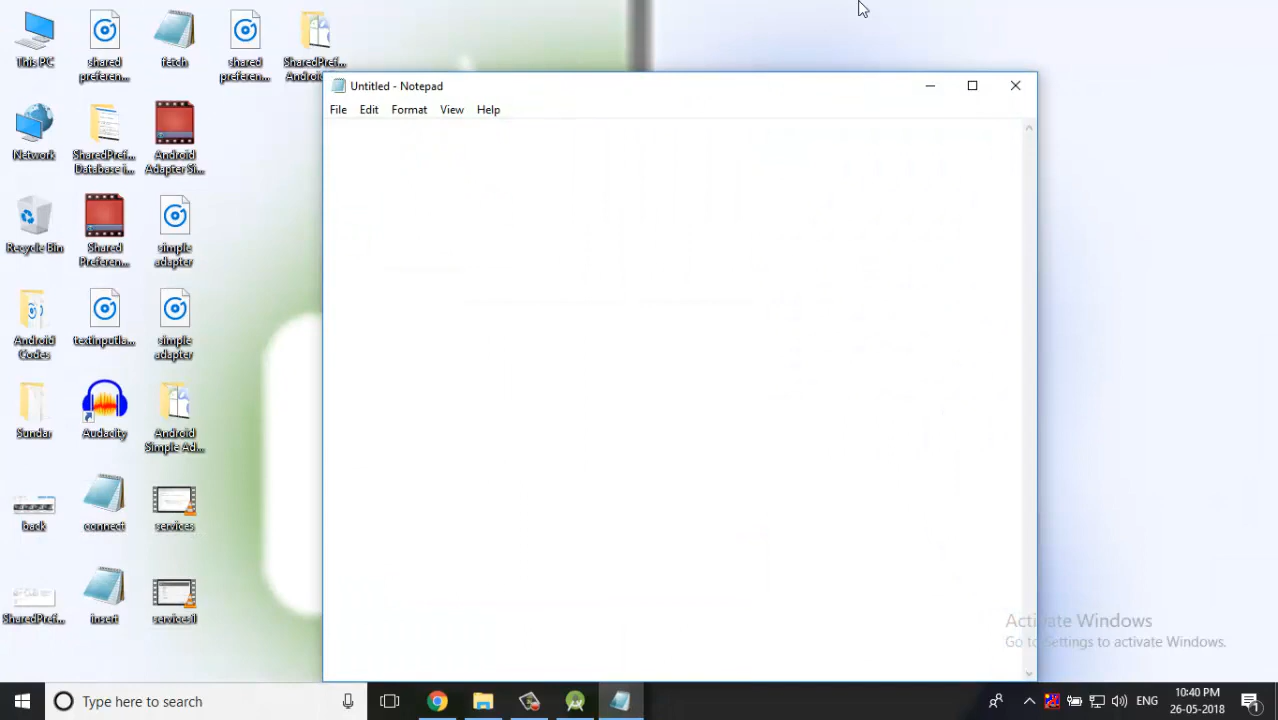 This PC
shared
preferen...
fetch
shared
preferen...
SharedPref...
Untitled - Notepad
File Edit Format View Help
Network
SharedPref...
Database i...
Android
Adapter Si...
Recycle Bin
Shared
Preferen...
simple
adapter
Android
Codes
textinputla...
simple
adapter
Sundar
Audacity
Android
Simple Ad...
back
connect
services
SharedPref...
insert
servicesII
Activate Windows
Go to Settings to activate Windows.
Type here to search
ENG
10:40 PM
26-05-2018
1